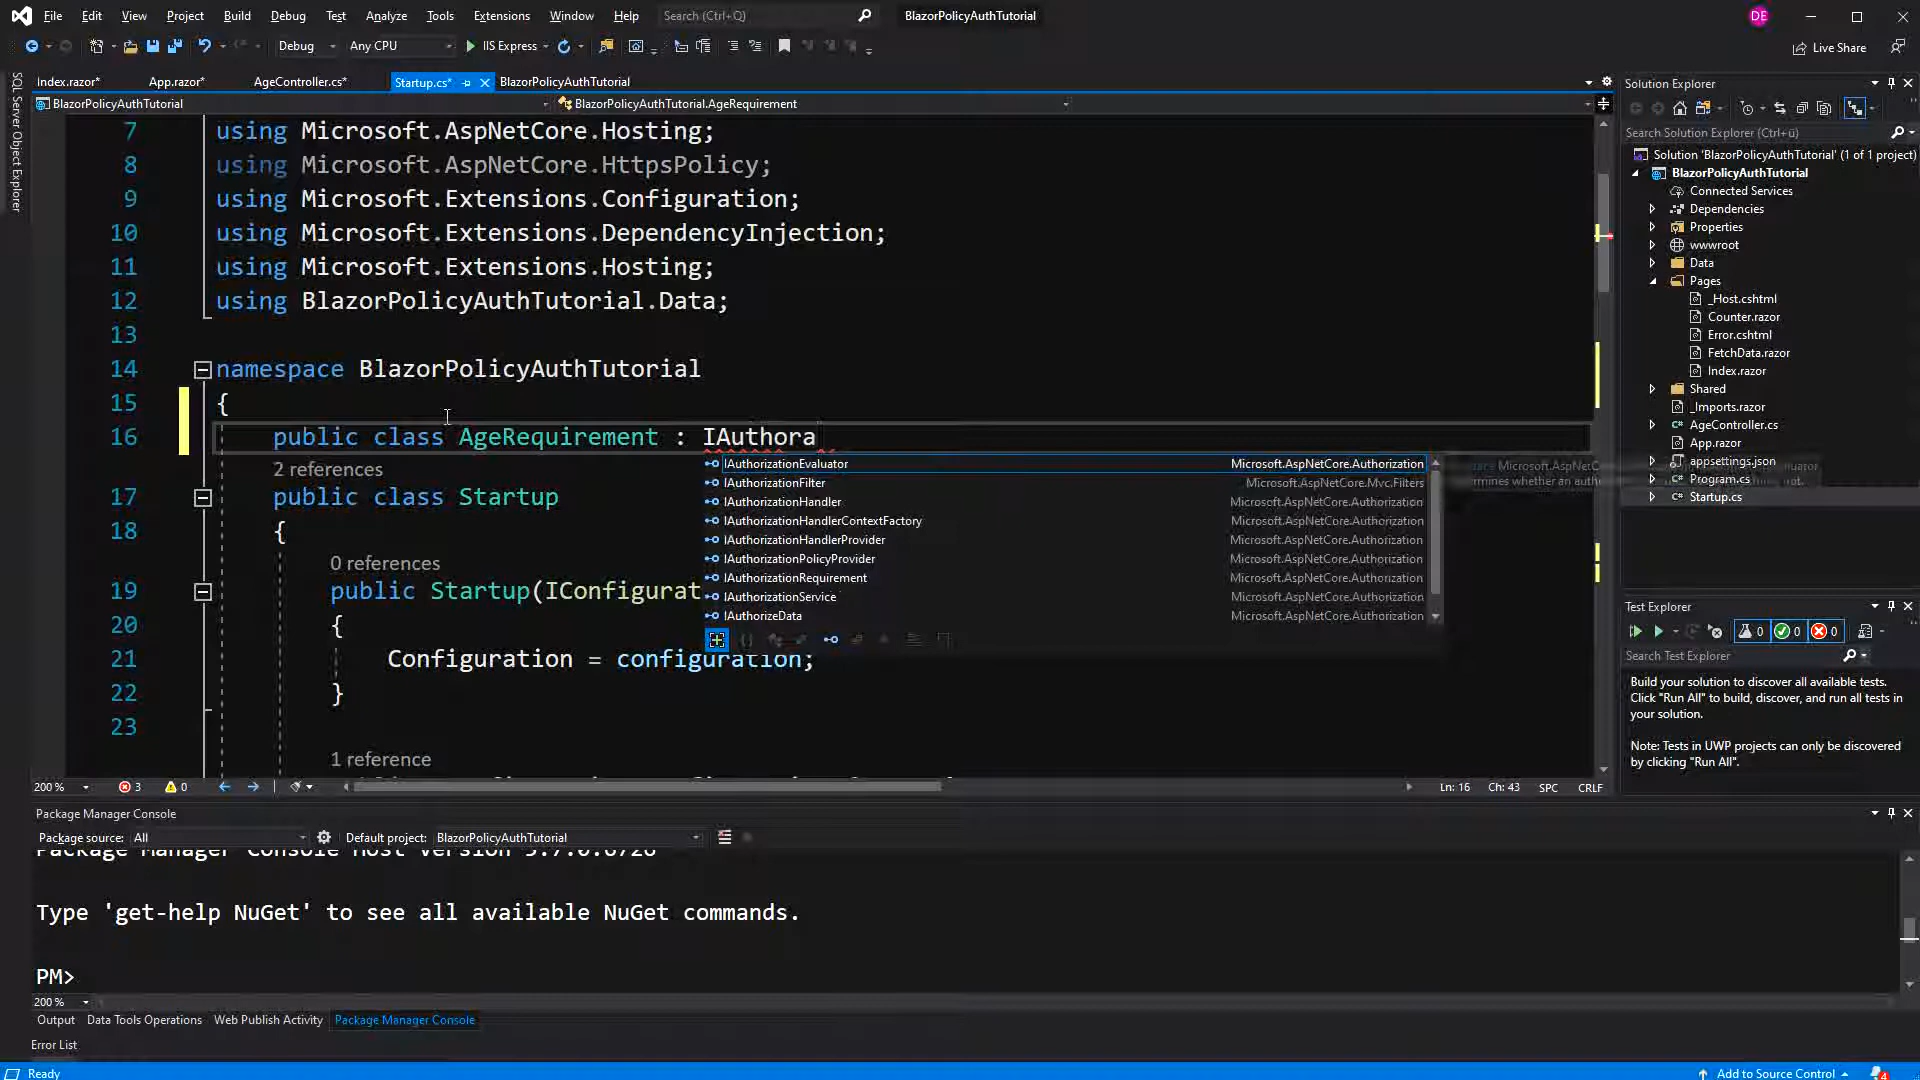 File Edit View Project Build Debug Test Analyze Tools Extensions Window Help Search (Ctrl+Q) BlazorPolicyAuthTutorial DE
Debug Any CPU IIS Express Live Share
SQL Server Object Explorer
Index.razor* App.razor* AgeController.cs* Startup.cs* BlazorPolicyAuthTutorial
BlazorPolicyAuthTutorial BlazorPolicyAuthTutorial.AgeRequirement
7 using Microsoft.AspNetCore.Hosting;
8 using Microsoft.AspNetCore.HttpsPolicy;
9 using Microsoft.Extensions.Configuration;
10 using Microsoft.Extensions.DependencyInjection;
11 using Microsoft.Extensions.Hosting;
12 using BlazorPolicyAuthTutorial.Data;
13
14 namespace BlazorPolicyAuthTutorial
15 {
16 public class AgeRequirement : IAuthora
2 references
17 public class Startup
18 {
0 references
19 public Startup(IConfigurat
20 {
21 Configuration = configuration;
22 }
23
1 reference
IAuthorizationEvaluator Microsoft.AspNetCore.Authorization
IAuthorizationFilter Microsoft.AspNetCore.Mvc.Filters
IAuthorizationHandler Microsoft.AspNetCore.Authorization
IAuthorizationHandlerContextFactory Microsoft.AspNetCore.Authorization
IAuthorizationHandlerProvider Microsoft.AspNetCore.Authorization
IAuthorizationPolicyProvider Microsoft.AspNetCore.Authorization
IAuthorizationRequirement Microsoft.AspNetCore.Authorization
IAuthorizationService Microsoft.AspNetCore.Authorization
IAuthorizeData Microsoft.AspNetCore.Authorization
200 % 3 0 Ln: 16 Ch: 43 SPC CRLF
Solution Explorer
Search Solution Explorer (Ctrl+ü)
Solution 'BlazorPolicyAuthTutorial' (1 of 1 project)
BlazorPolicyAuthTutorial
Connected Services
Dependencies
Properties
wwwroot
Data
Pages
_Host.cshtml
Counter.razor
Error.cshtml
FetchData.razor
Index.razor
Shared
_Imports.razor
AgeController.cs
App.razor
appsettings.json
Program.cs
Startup.cs
Test Explorer
0 0 0
Search Test Explorer
Build your solution to discover all available tests.
Click "Run All" to build, discover, and run all tests in
your solution.
Note: Tests in UWP projects can only be discovered
by clicking "Run All".
Package Manager Console
Package source: All Default project: BlazorPolicyAuthTutorial
Package Manager Console Host Version
Type 'get-help NuGet' to see all available NuGet commands.
PM>
200 %
Output Data Tools Operations Web Publish Activity Package Manager Console
Error List
Ready Add to Source Control 4